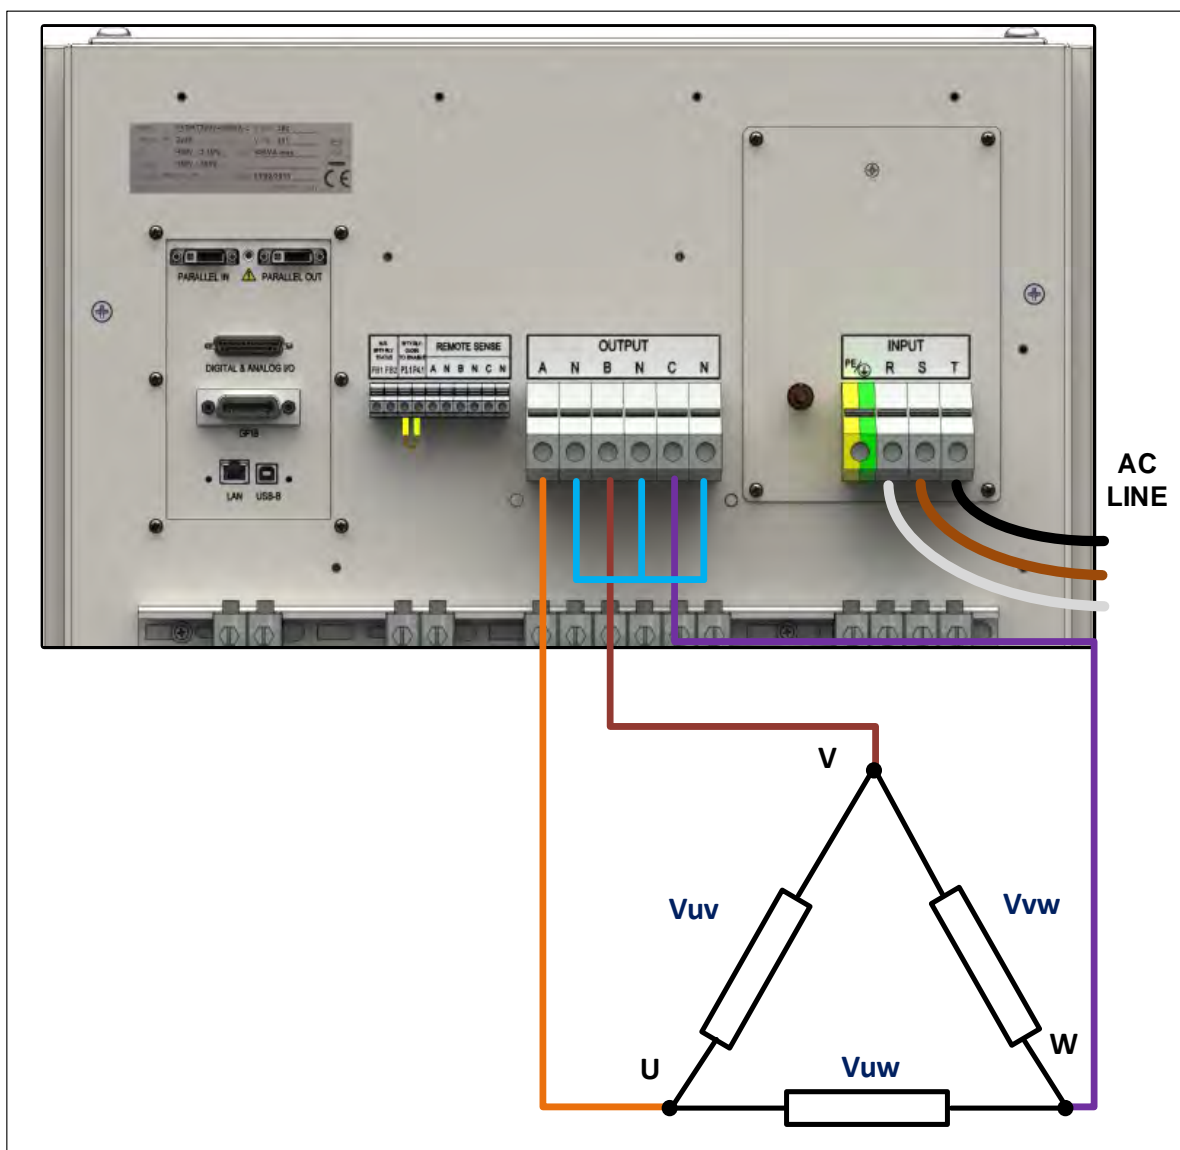 CE
PARALLEL IN
PARALLEL OUT
DIGITAL & ANALOG I/O
GPIB
LAN
USB-B
REMOTE SENSE
A N B N C N
OUTPUT
A N B N C N
INPUT
PE/ R S T
AC
LINE
V
Vuv
Vvw
U
W
Vuw